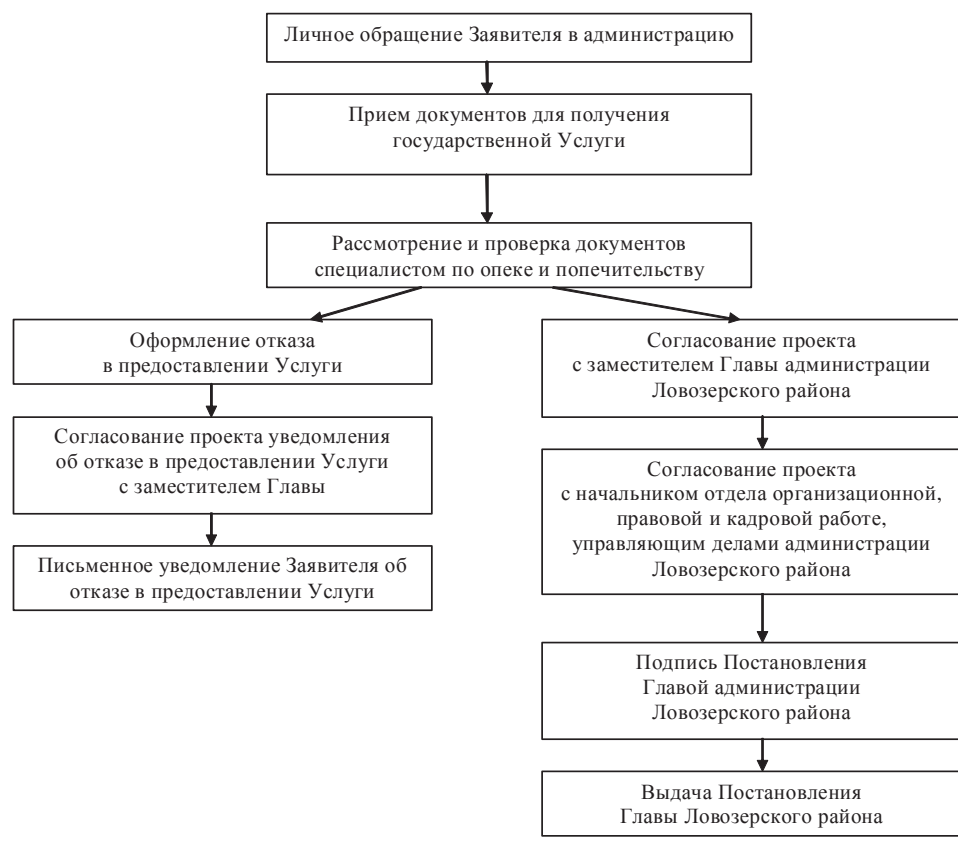 Личное обращение Заявителя в администрацию
Прием документов для получения
государственной Услуги
Рассмотрение и проверка документов
специалистом по опеке и попечительству
Оформление отказа
в предоставлении Услуги
Согласование проекта уведомления
об отказе в предоставлении Услуги
с заместителем Главы
Письменное уведомление Заявителя об
отказе в предоставлении Услуги
Согласование проекта
с заместителем Главы администрации
Ловозерского района
Согласование проекта
с начальником отдела организационной,
правовой и кадровой работе,
управляющим делами администрации
Ловозерского района
Подпись Постановления
Главой администрации
Ловозерского района
Выдача Постановления
Главы Ловозерского района